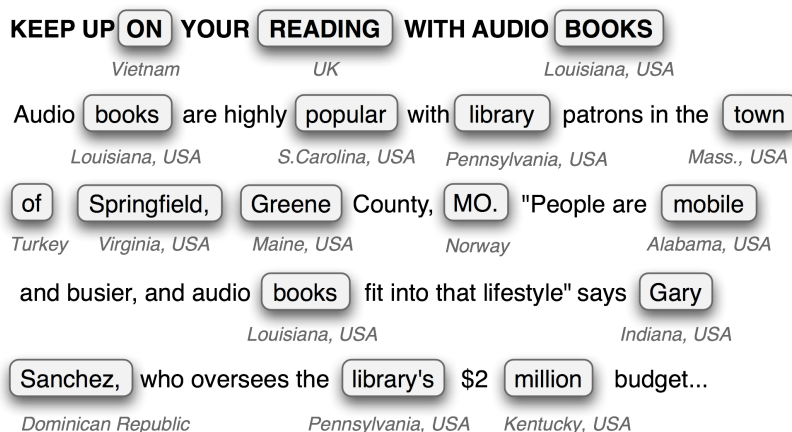 KEEP UP ON YOUR READING WITH AUDIO BOOKS
Vietnam UK Louisiana, USA
Audio books are highly popular with library patrons in the town
Louisiana, USA S.Carolina, USA Pennsylvania, USA Mass., USA
of Springfield, Greene County, MO. "People are mobile
Turkey Virginia, USA Maine, USA Norway Alabama, USA
and busier, and audio books fit into that lifestyle" says Gary
Louisiana, USA Indiana, USA
Sanchez, who oversees the library's $2 million budget...
Dominican Republic Pennsylvania, USA Kentucky, USA